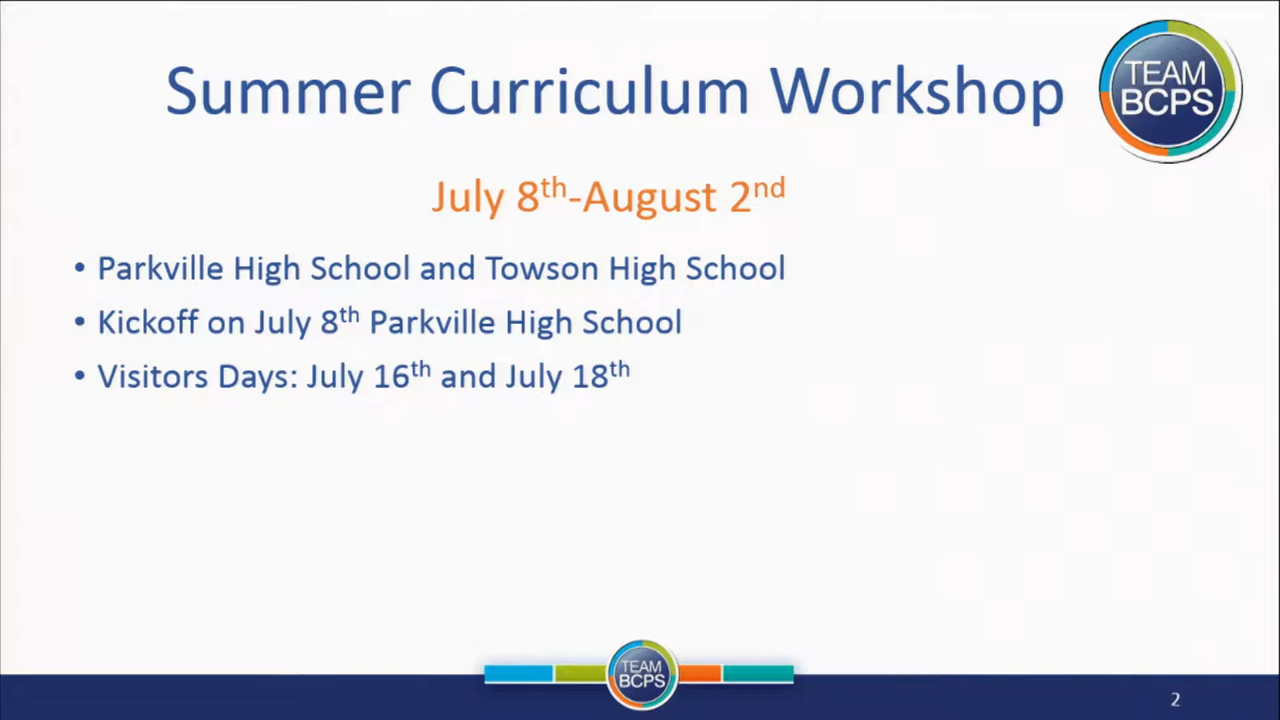 Summer Curriculum Workshop
TEAM
BCPS
July 8th-August 2nd
• Parkville High School and Towson High School
• Kickoff on July 8th Parkville High School
• Visitors Days: July 16th and July 18th
TEAM
BCPS
2